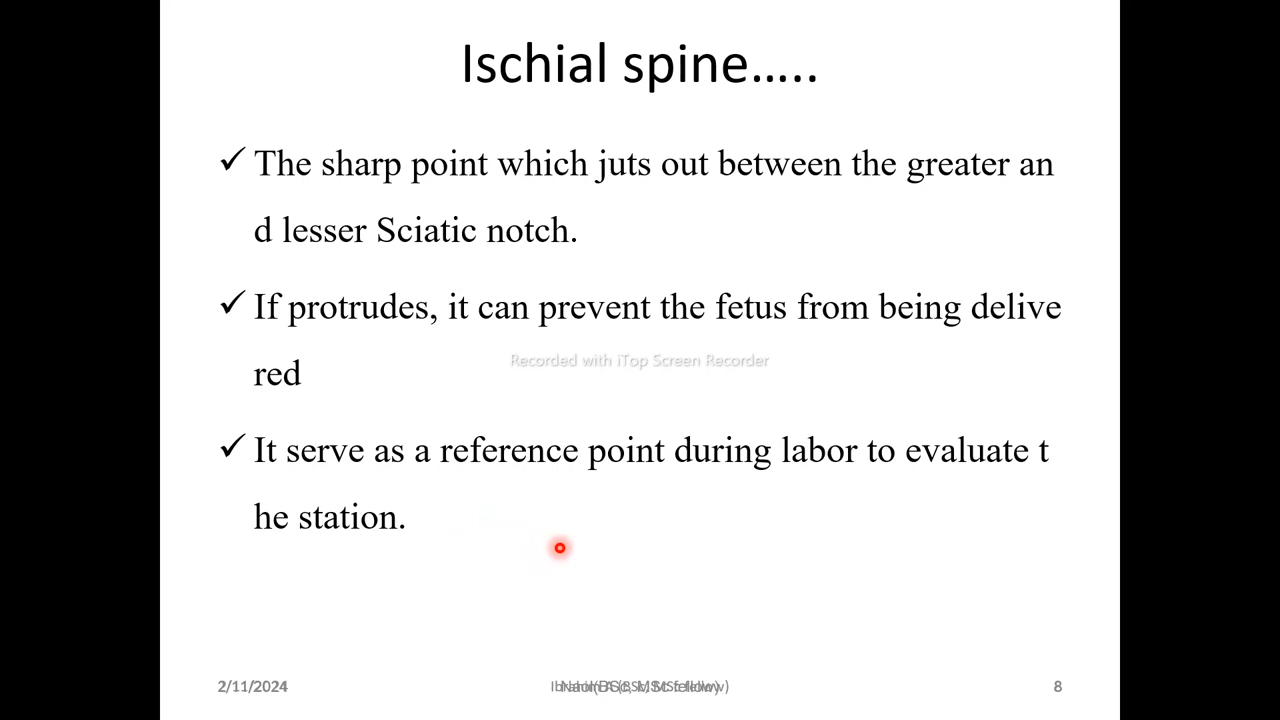 Ischial spine…..
✓ The sharp point which juts out between the greater an
d lesser Sciatic notch.
✓ If protrudes, it can prevent the fetus from being delive
red
Recorded with iTop Screen Recorder
✓ It serve as a reference point during labor to evaluate t
he station.
2/11/2024
8